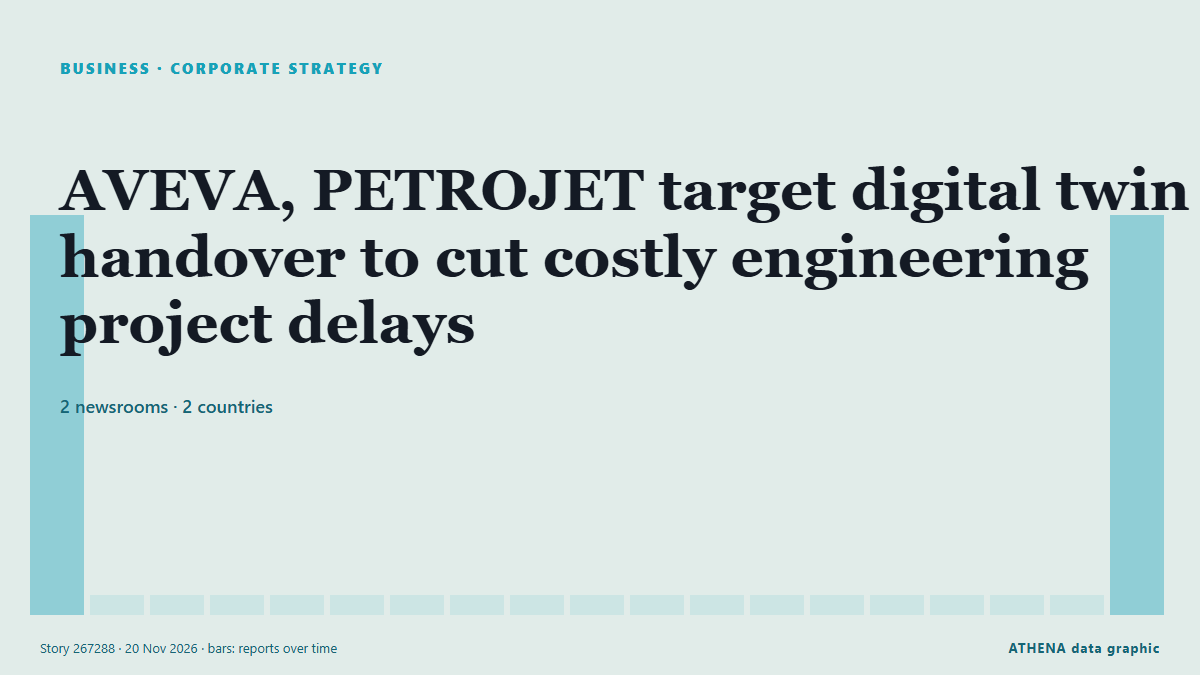 BUSINESS · CORPORATE STRATEGY
AVEVA, PETROJET target digital twin
handover to cut costly engineering
project delays
2 newsrooms · 2 countries
Story 267288 · 20 Nov 2026 · bars: reports over time
ATHENA data graphic